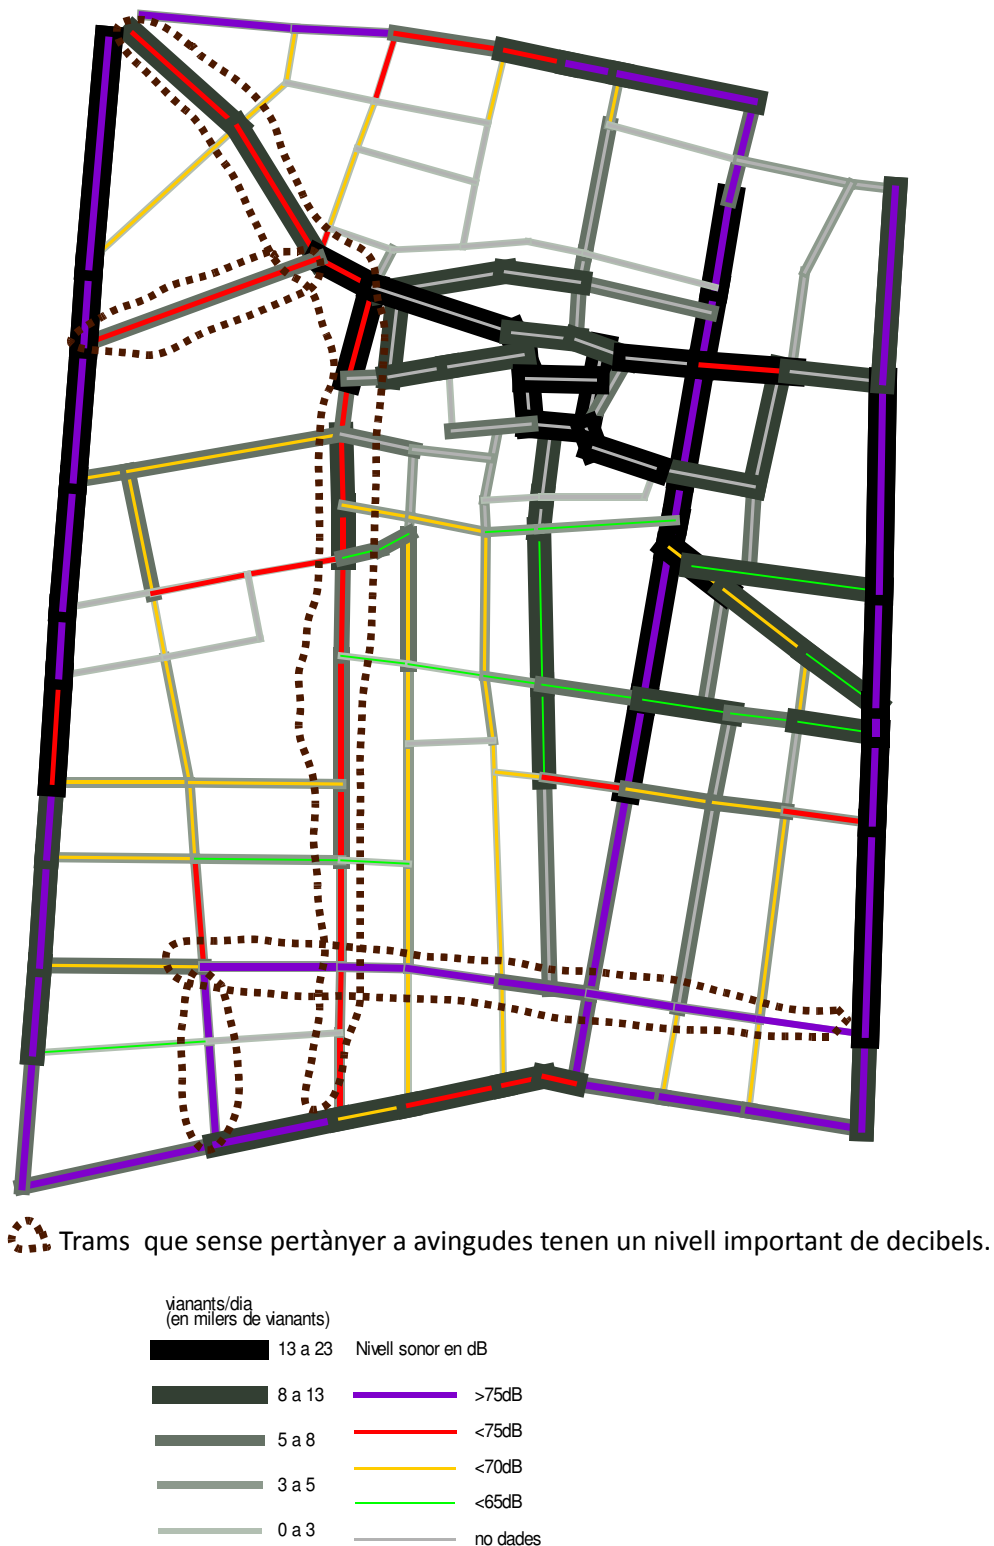 Trams que sense pertànyer a avingudes tenen un nivell important de decibels.
vianants/dia
(en milers de vianants)
13 a 23 Nivell sonor en dB
8 a 13 >75dB
5 a 8 <75dB
<70dB
3 a 5 <65dB
0 a 3 no dades